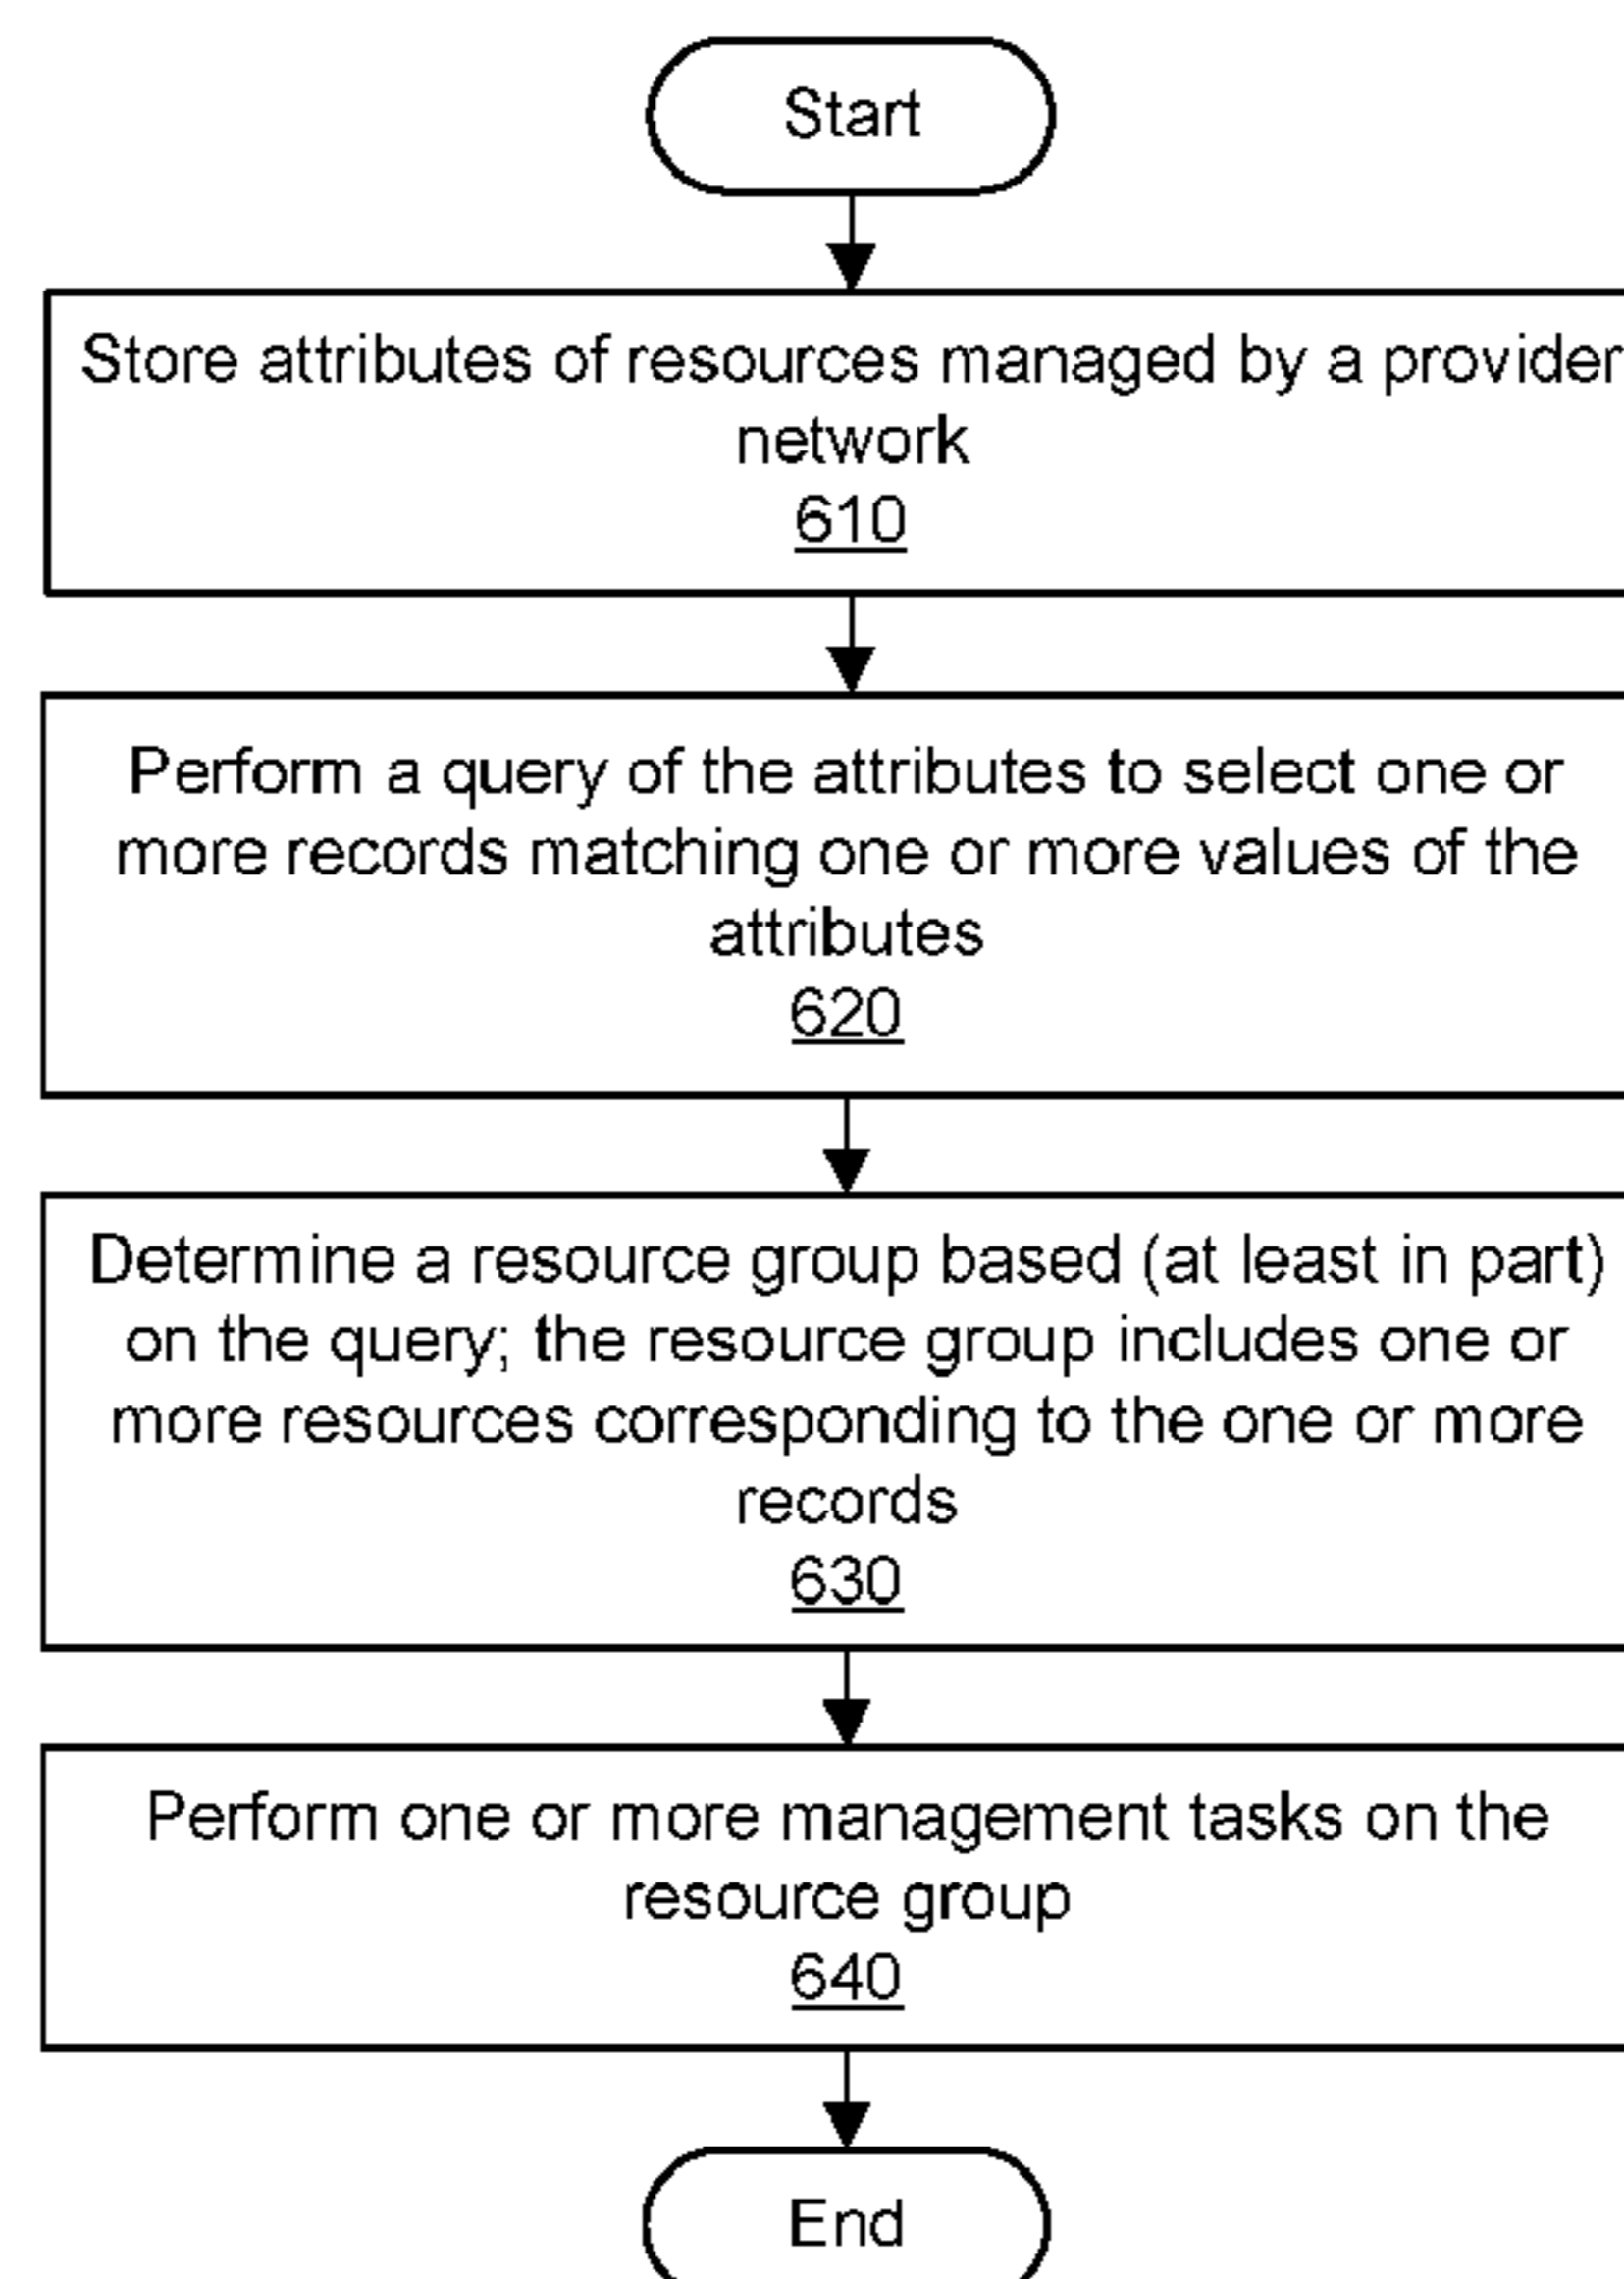 Start
Store attributes of resources managed by a provider
network
610
Perform a query of the attributes to select one or
more records matching one or more values of the
attributes
620
Determine a resource group based (at least in part)
on the query; the resource group includes one or
more resources corresponding to the one or more
records
630
Perform one or more management tasks on the
resource group
640
End